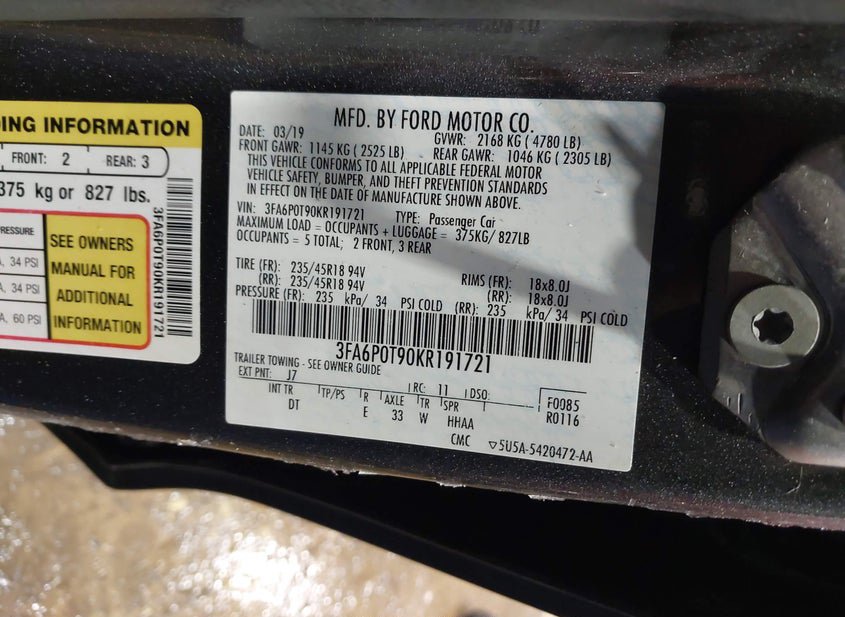 DING INFORMATION
FRONT: 2
REAR: 3
375 kg or 827 lbs.
PRESSURE
34 PSI
34 PSI
60 PSI
SEE OWNERS
MANUAL FOR
ADDITIONAL
INFORMATION
3FA6P0T90KR191721
MFD. BY FORD MOTOR CO.
DATE: 03/19 GVWR: 2168 KG ( 4780 LB)
FRONT GAWR: 1145 KG ( 2525 LB) REAR GAWR: 1046 KG ( 2305 LB)
THIS VEHICLE CONFORMS TO ALL APPLICABLE FEDERAL MOTOR
VEHICLE SAFETY, BUMPER, AND THEFT PREVENTION STANDARDS
IN EFFECT ON THE DATE OF MANUFACTURE SHOWN ABOVE.
VIN: 3FA6P0T90KR191721 TYPE: Passenger Car
MAXIMUM LOAD = OCCUPANTS + LUGGAGE = 375KG/ 827LB
OCCUPANTS = 5 TOTAL; 2 FRONT, 3 REAR
TIRE (FR): 235/45R18 94V RIMS (FR): 18x8.0J
(RR): 235/45R18 94V (RR): 18x8.0J
PRESSURE (FR): 235 kPa/ 34 PSI COLD (RR): 235 kPa/34 PSI COLD
3FA6P0T90KR191721
TRAILER TOWING - SEE OWNER GUIDE
EXT PNT: J7 RC: 11 DSO: F0085
INT TR TP/PS R AXLE TR SPR R0116
DT E 33 W HHAA
CMC ▽5U5A-5420472-AA